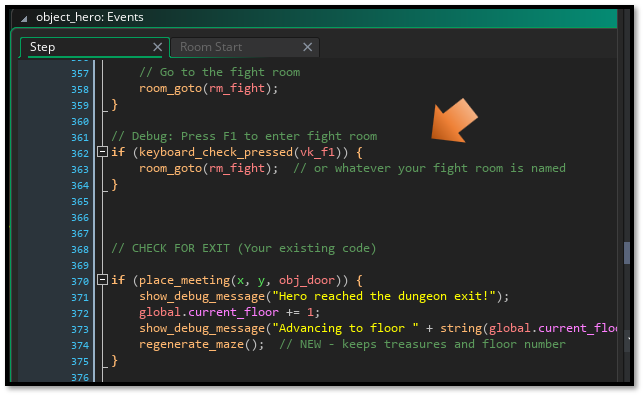 object_hero: Events
Step
Room Start
357 // Go to the fight room
358 room_goto(rm_fight);
359 }
360
361 // Debug: Press F1 to enter fight room
362 if (keyboard_check_pressed(vk_f1)) {
363 room_goto(rm_fight);  // or whatever your fight room is named
364 }
365
366
367
368 // CHECK FOR EXIT (Your existing code)
369
370 if (place_meeting(x, y, obj_door)) {
371 show_debug_message("Hero reached the dungeon exit!");
372 global.current_floor += 1;
373 show_debug_message("Advancing to floor " + string(global.current_floo
374 regenerate_maze();  // NEW - keeps treasures and floor number
375 }
376